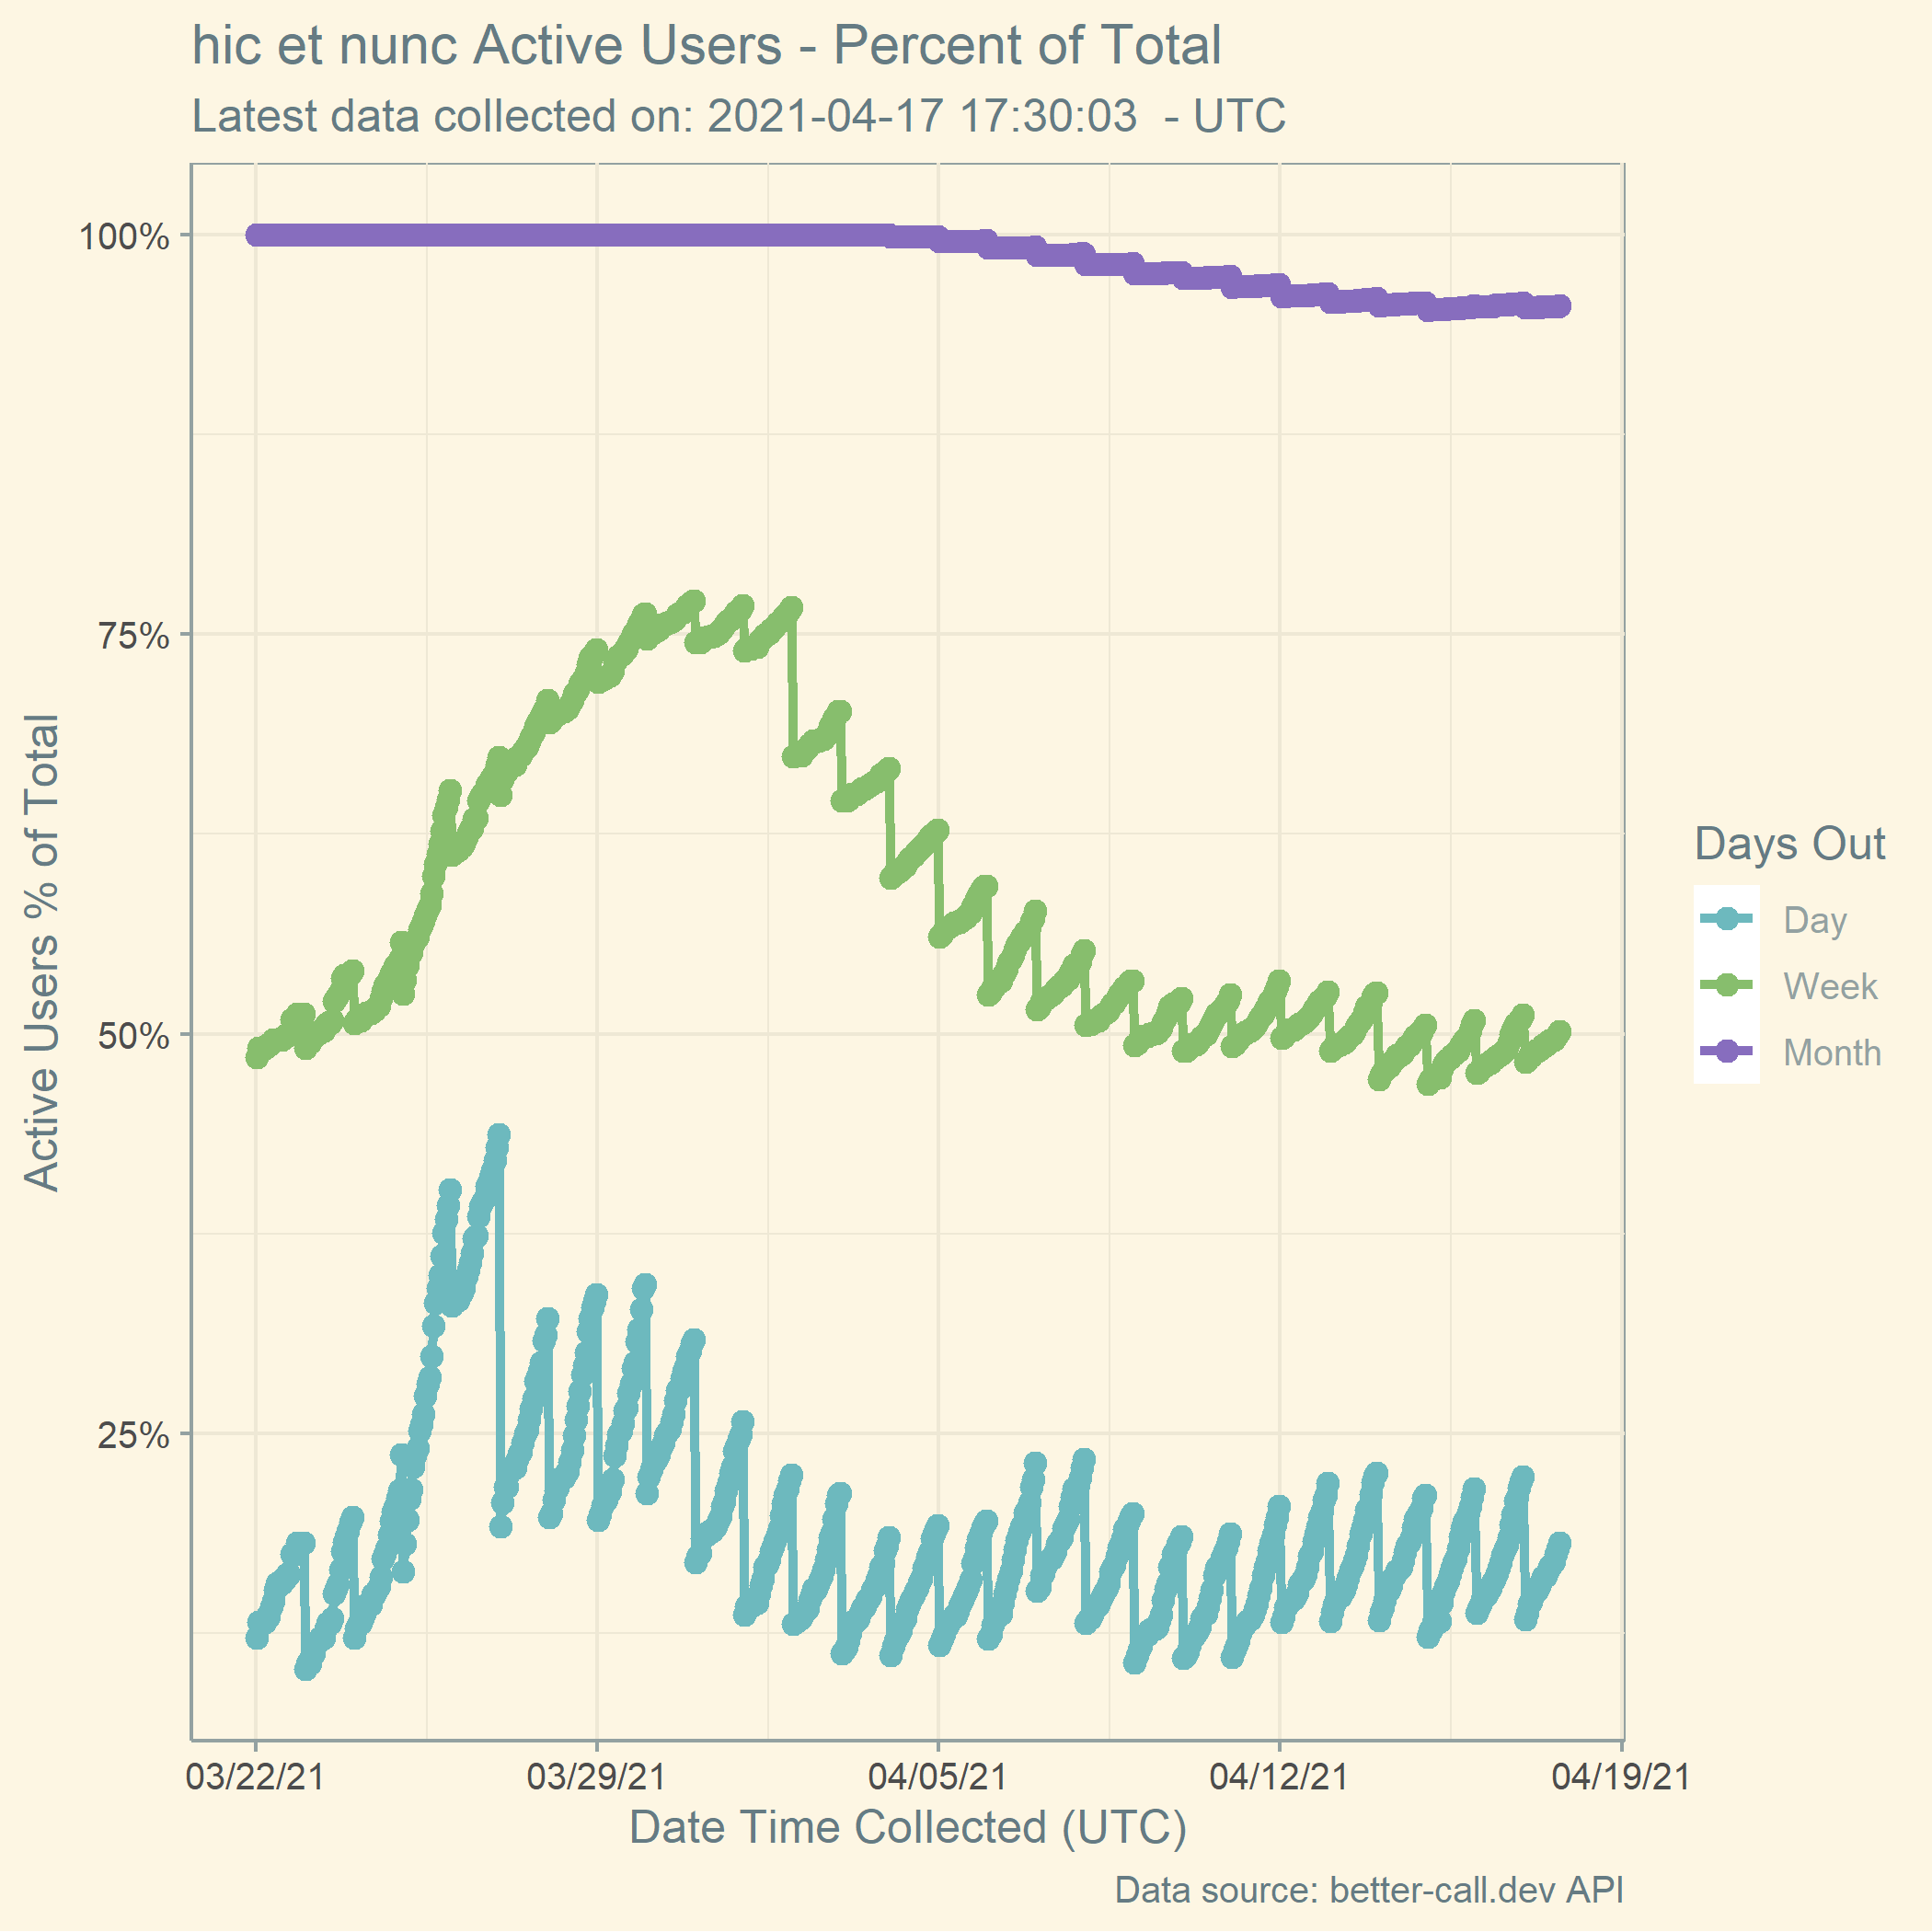 hic et nunc Active Users - Percent of Total
Latest data collected on: 2021-04-17 17:30:03  - UTC
Active Users % of Total
100%
75%
50%
25%
03/22/21
03/29/21
04/05/21
04/12/21
04/19/21
Date Time Collected (UTC)
Days Out
Day
Week
Month
Data source: better-call.dev API